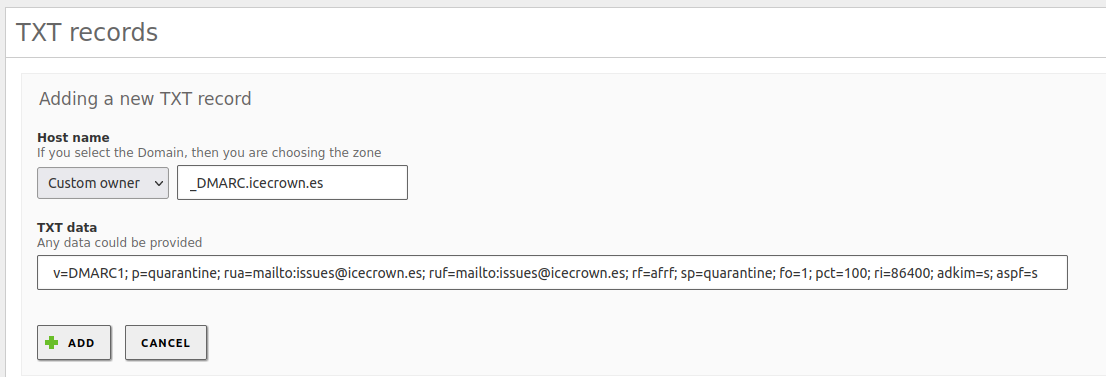 TXT records
Adding a new TXT record
Host name
If you select the Domain, then you are choosing the zone
Custom owner _DMARC.icecrown.es
TXT data
Any data could be provided
v=DMARC1; p=quarantine; rua=mailto:issues@icecrown.es; ruf=mailto:issues@icecrown.es; rf=afrf; sp=quarantine; fo=1; pct=100; ri=86400; adkim=s; aspf=s
ADD CANCEL